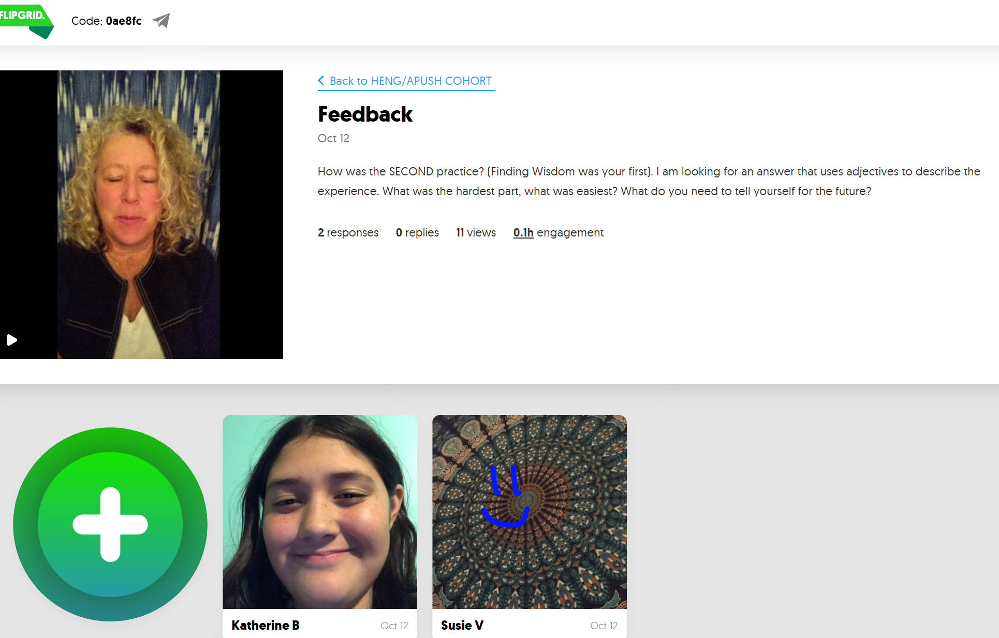 FLIPGRID.
Code: 0ae8fc
Back to HENG/APUSH COHORT
Feedback
Oct 12
How was the SECOND practice? (Finding Wisdom was your first). I am looking for an answer that uses adjectives to describe the
experience. What was the hardest part, what was easiest? What do you need to tell yourself for the future?
2 responses 0 replies 11 views 0.1h engagement
Katherine B Oct 12
Susie V Oct 12